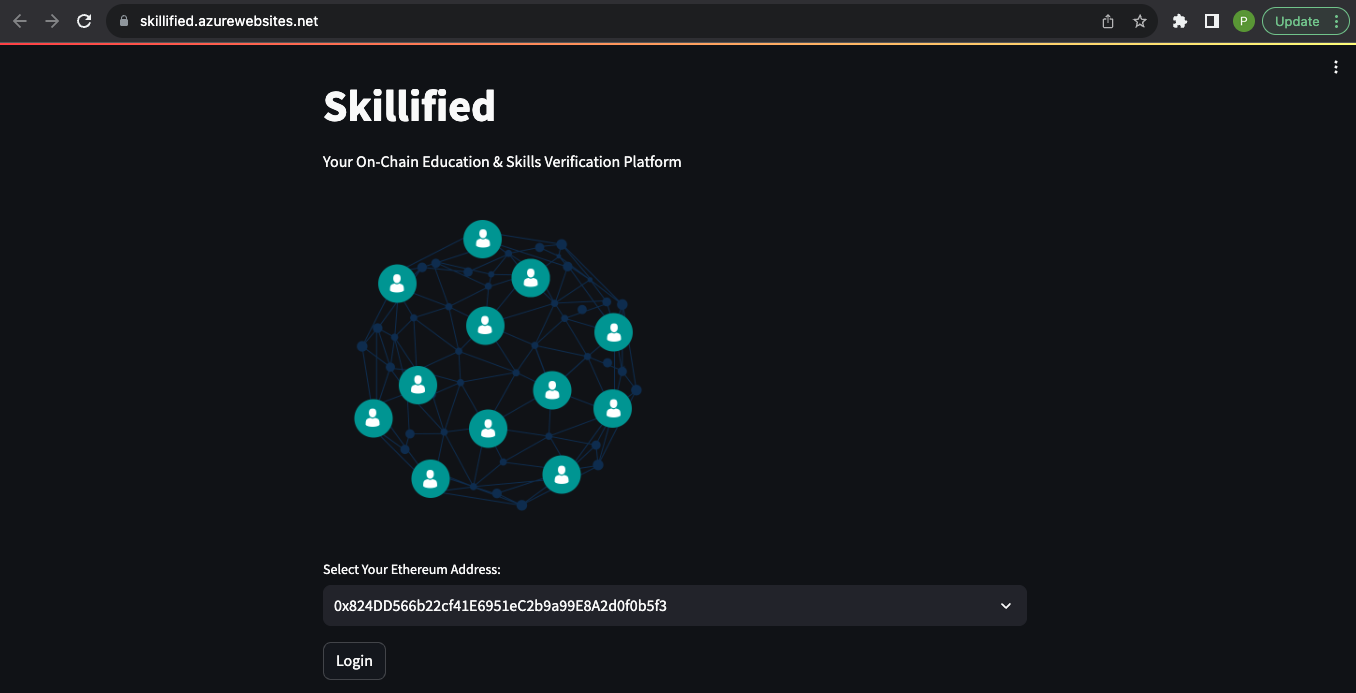 skillified.azurewebsites.net
P
Update
Skillified
Your On-Chain Education & Skills Verification Platform
Select Your Ethereum Address:
0x824DD566b22cf41E6951eC2b9a99E8A2d0f0b5f3
Login